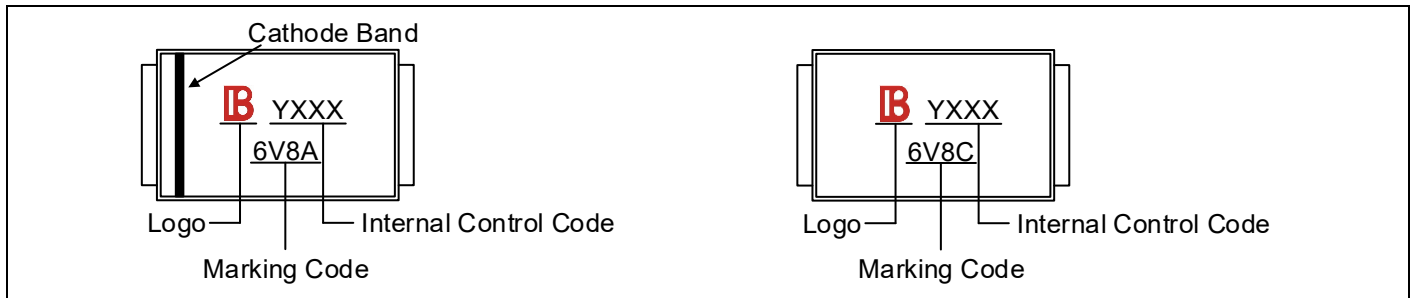 Cathode Band
B YXXX
6V8A
Logo
Internal Control Code
Marking Code
B YXXX
6V8C
Logo
Internal Control Code
Marking Code